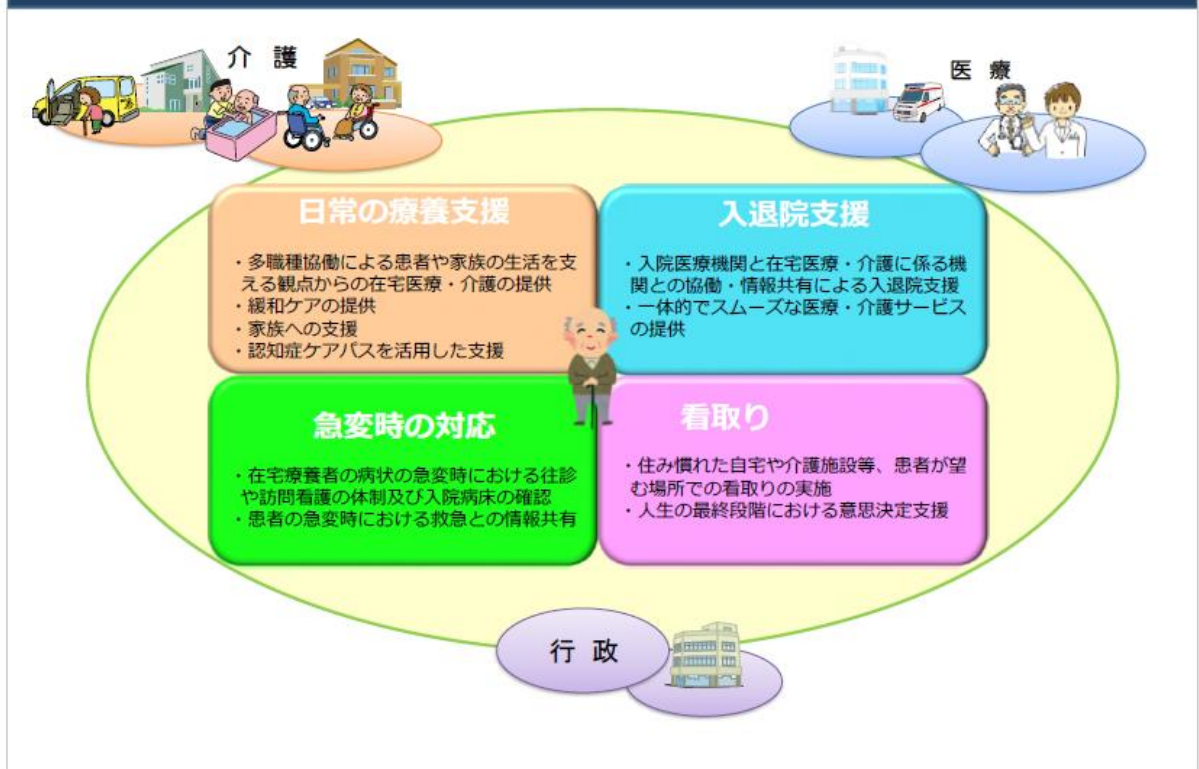 介 護
医 療
日常の療養支援
・多職種協働による患者や家族の生活を支
える観点からの在宅医療・介護の提供
・緩和ケアの提供
・家族への支援
・認知症ケアパスを活用した支援
入退院支援
・入院医療機関と在宅医療・介護に係る機
関との協働・情報共有による入退院支援
・一体的でスムーズな医療・介護サービス
の提供
急変時の対応
・在宅療養者の病状の急変時における往診
や訪問看護の体制及び入院病床の確認
・患者の急変時における救急との情報共有
看取り
・住み慣れた自宅や介護施設等、患者が望
む場所での看取りの実施
・人生の最終段階における意思決定支援
行 政